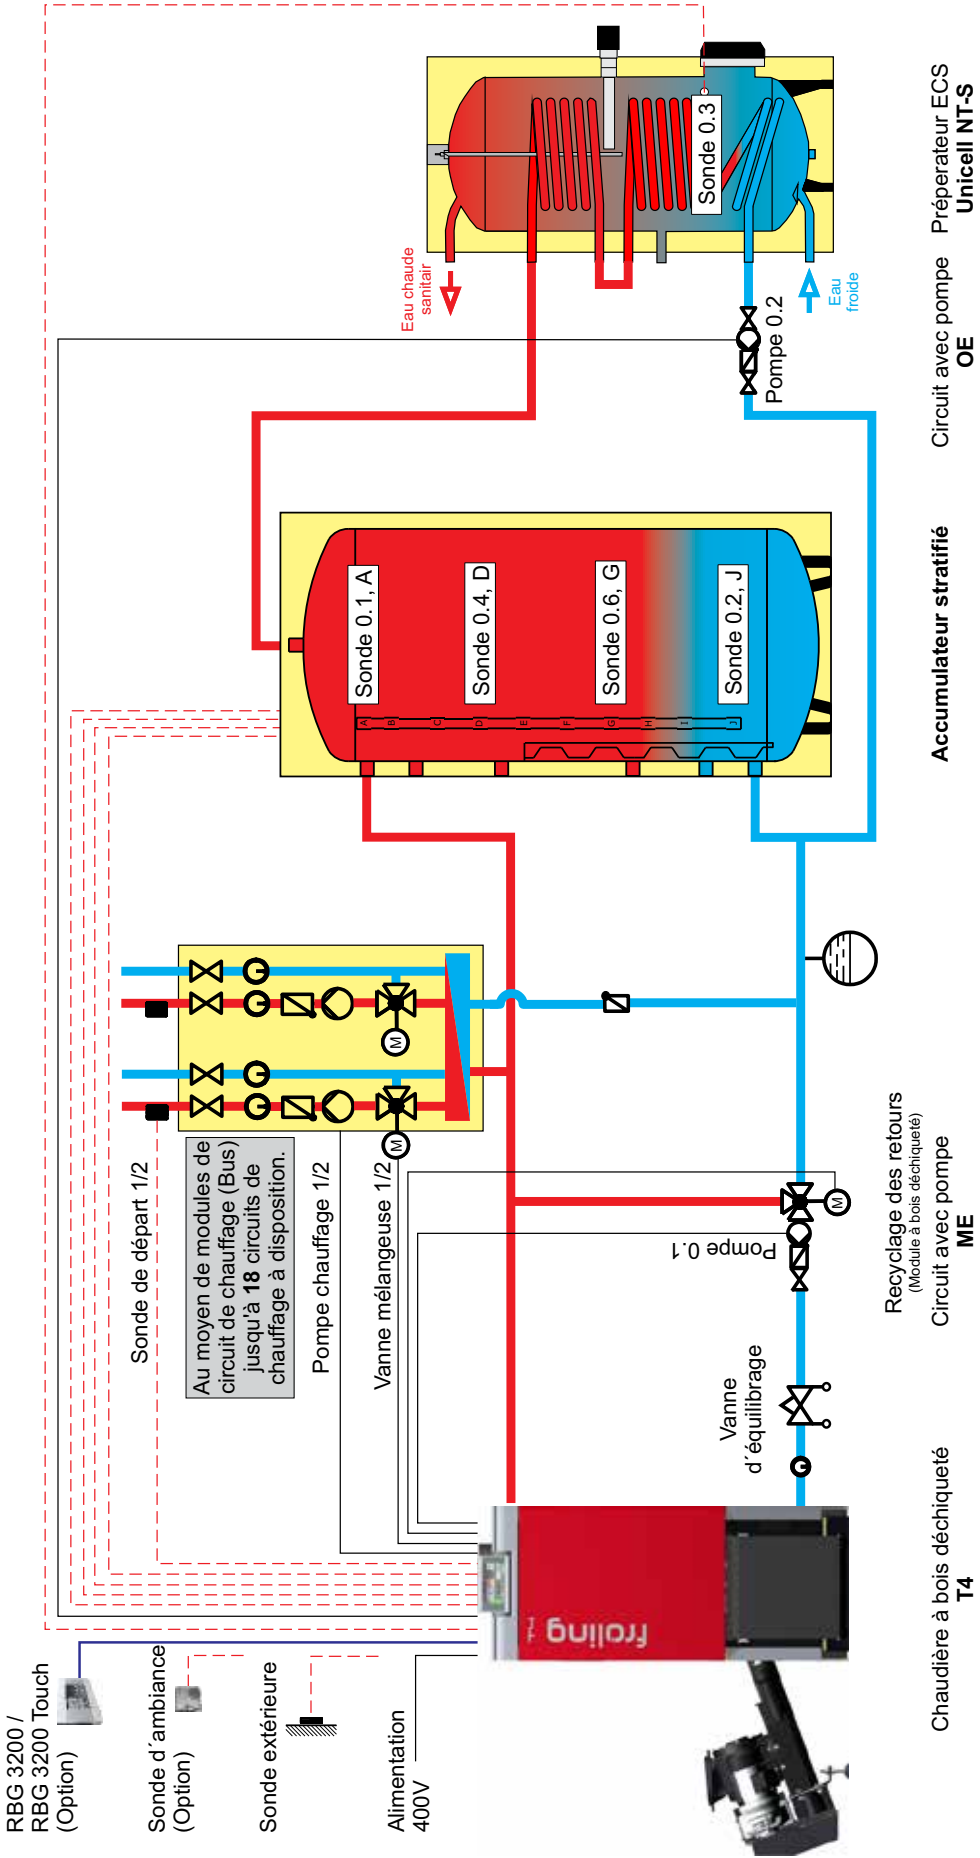 RBG 3200 /
RBG 3200 Touch
(Option)
Sonde d´ambiance
(Option)
Sonde extérieure
Alimentation
400V
Sonde de départ 1/2
Au moyen de modules de
circuit de chauffage (Bus)
jusqu'à 18 circuits de
chauffage à disposition.
Pompe chauffage 1/2
Vanne mélangeuse 1/2
M
M
M
Pompe 0.1
Vanne
d´équilibrage
froling
T4
Sonde 0.1, A
Sonde 0.4, D
Sonde 0.6, G
Sonde 0.2, J
A
B
C
D
E
F
G
H
I
J
Eau chaude
sanitair
Eau
froide
Pompe 0.2
Sonde 0.3
Chaudière à bois déchiqueté
T4
Recyclage des retours
(Module à bois déchiqueté)
Circuit avec pompe
ME
Accumulateur stratifié
Circuit avec pompe
OE
Préperateur ECS
Unicell NT-S